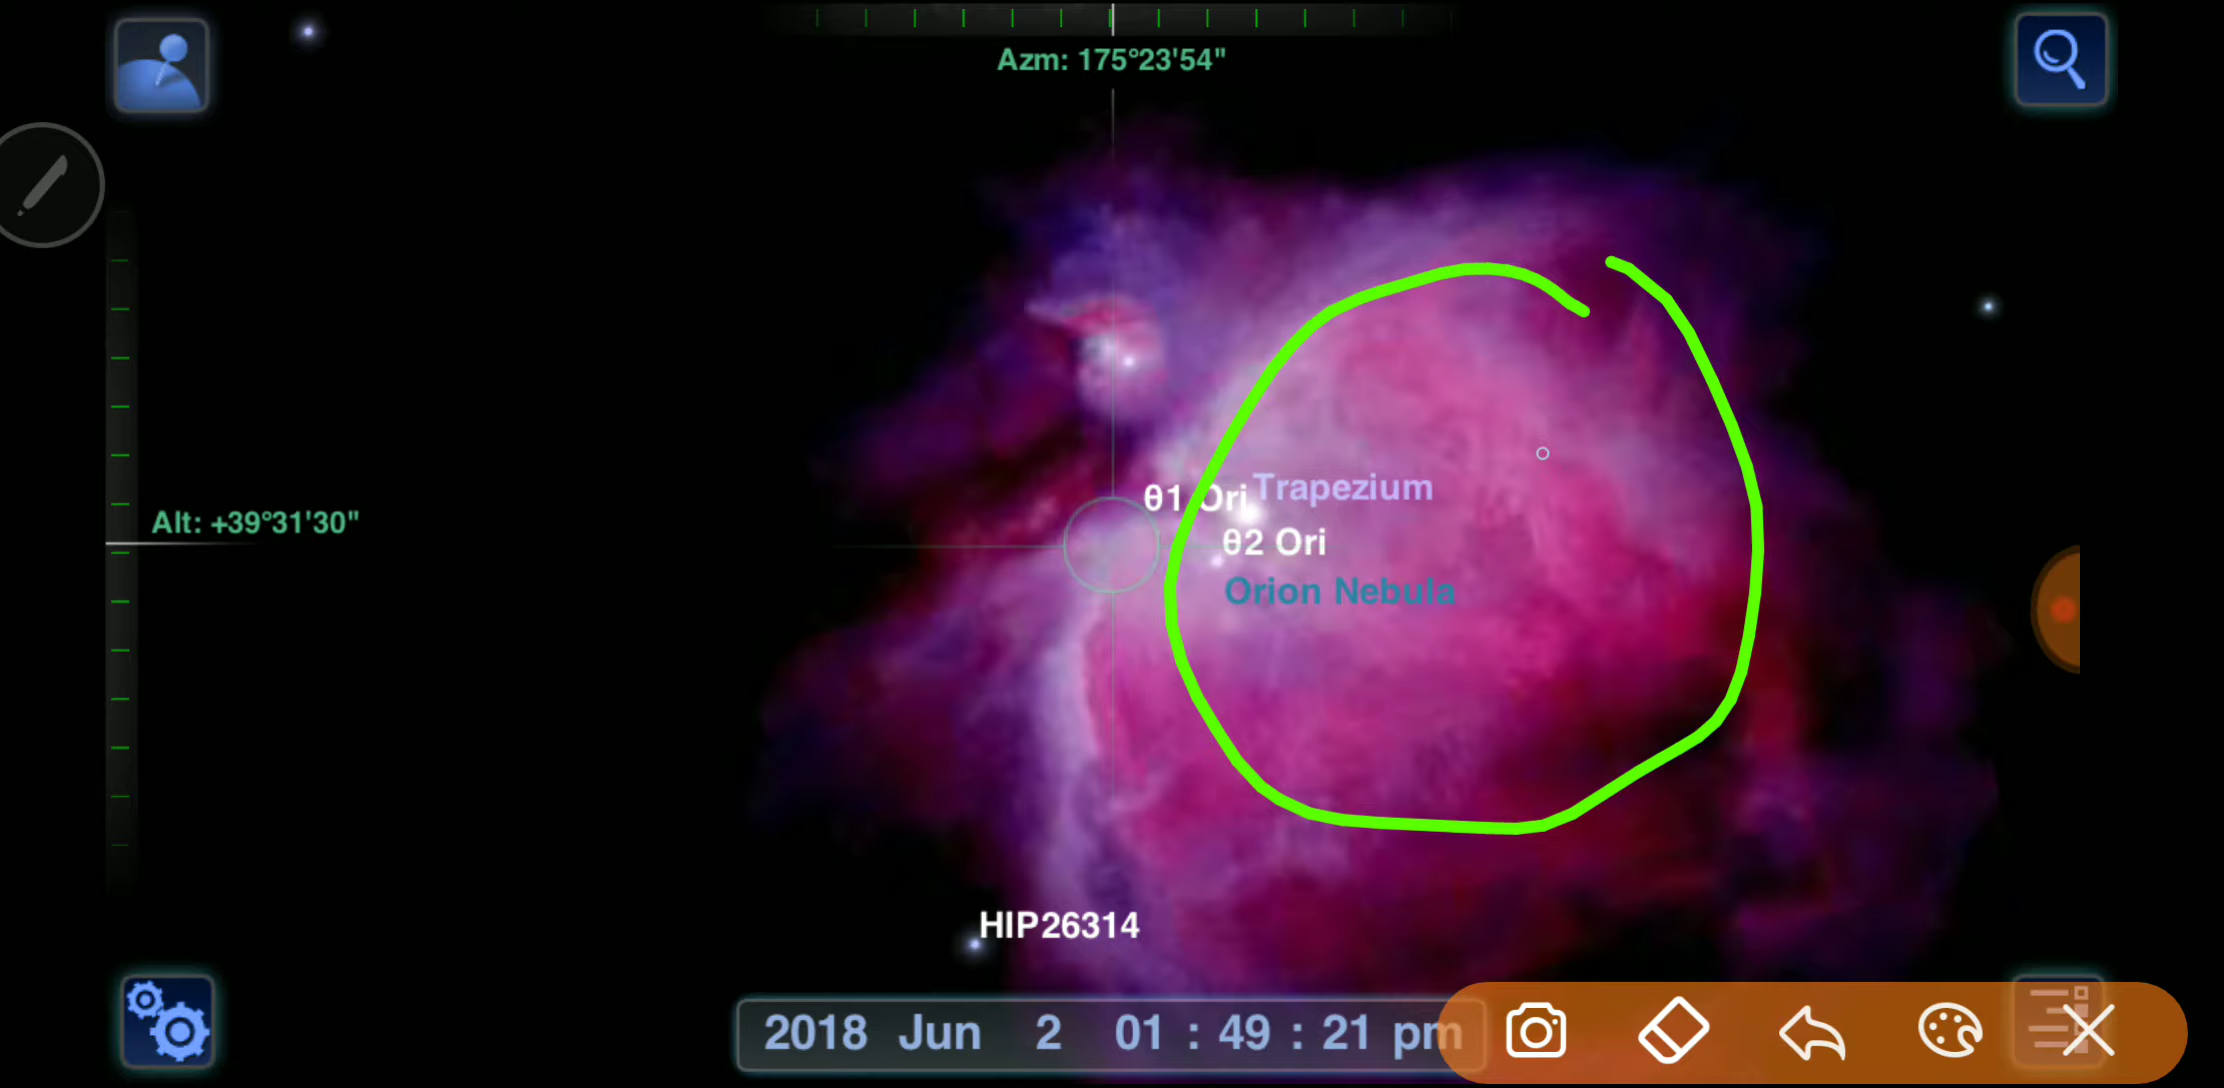 Azm: 175°23'54"
θ1 Ori
Trapezium
Alt: +39°31'30"
θ2 Ori
Orion Nebula
HIP26314
2018 Jun 2 01 : 49 : 21 pm